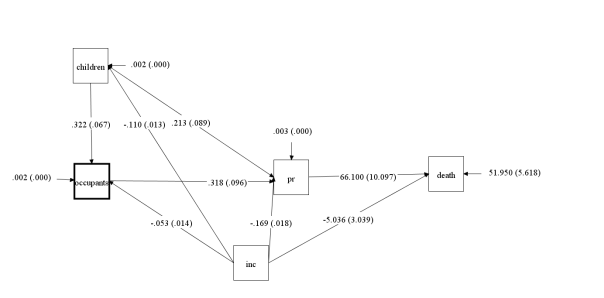 children
.002 (.000)
.322 (.067)
-.110 (.013)
.213 (.089)
.003 (.000)
.002 (.000)
occupants
.318 (.096)
pr
66.100 (10.097)
death
51.950 (5.618)
-.053 (.014)
-.169 (.018)
-5.036 (3.039)
inc